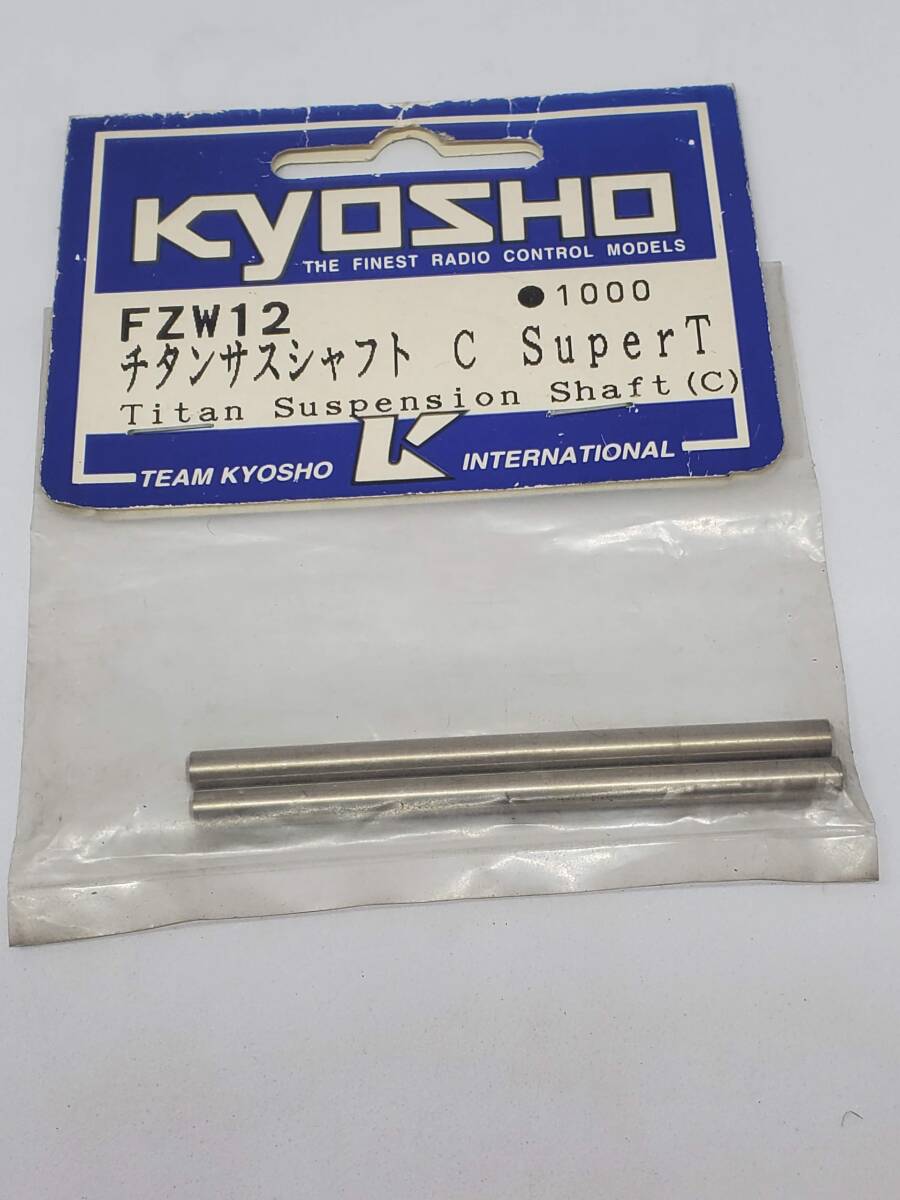 KYOSHO
THE FINEST RADIO CONTROL MODELS
FZW12 ●1000
チタンサスシャフト C SuperT
Titan Suspension Shaft (C)
TEAM KYOSHO K INTERNATIONAL